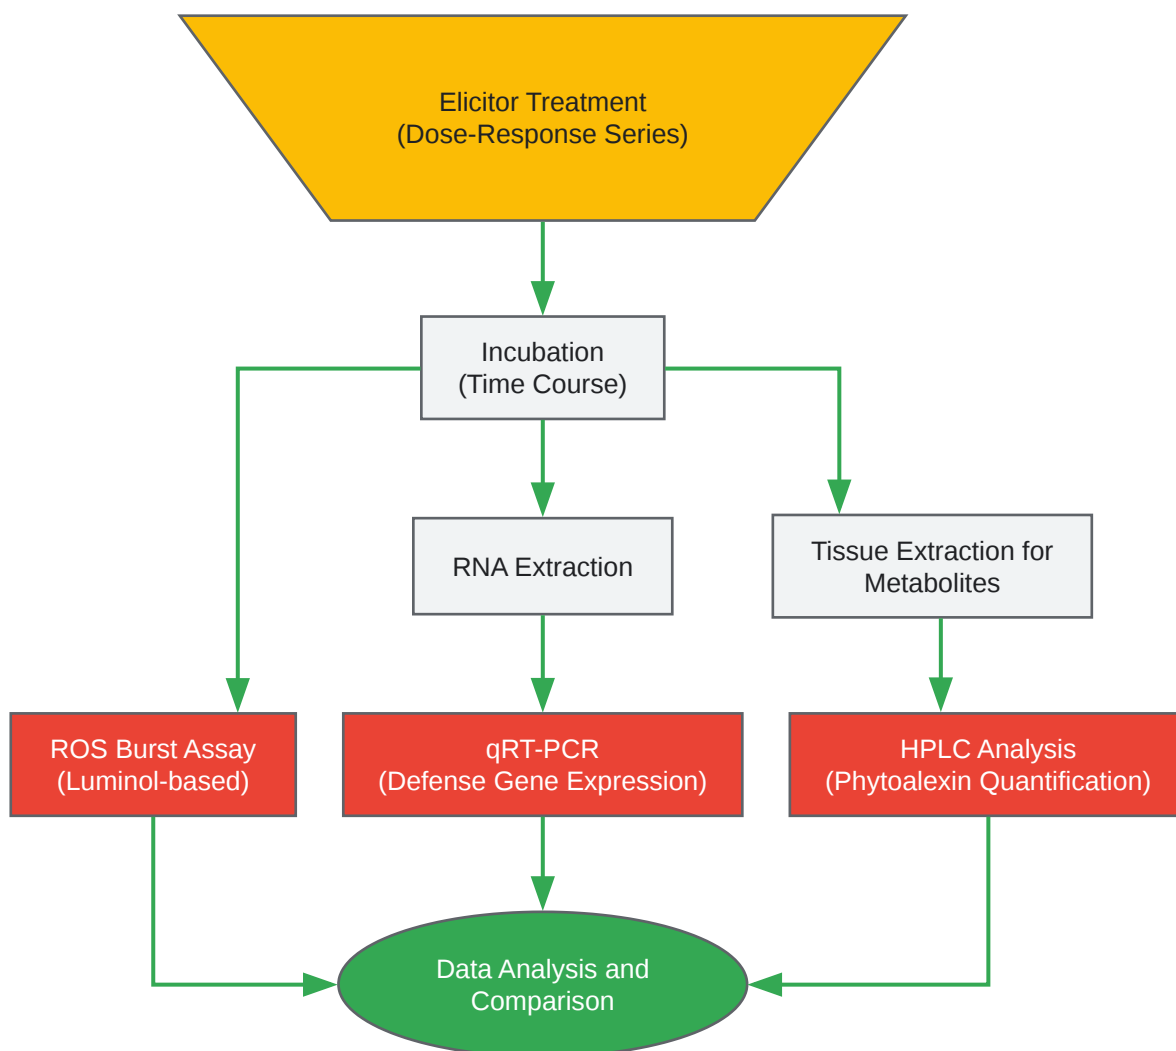 Elicitor Treatment
(Dose-Response Series)
Incubation
(Time Course)
RNA Extraction
Tissue Extraction for
Metabolites
ROS Burst Assay
(Luminol-based)
qRT-PCR
(Defense Gene Expression)
HPLC Analysis
(Phytoalexin Quantification)
Data Analysis and
Comparison